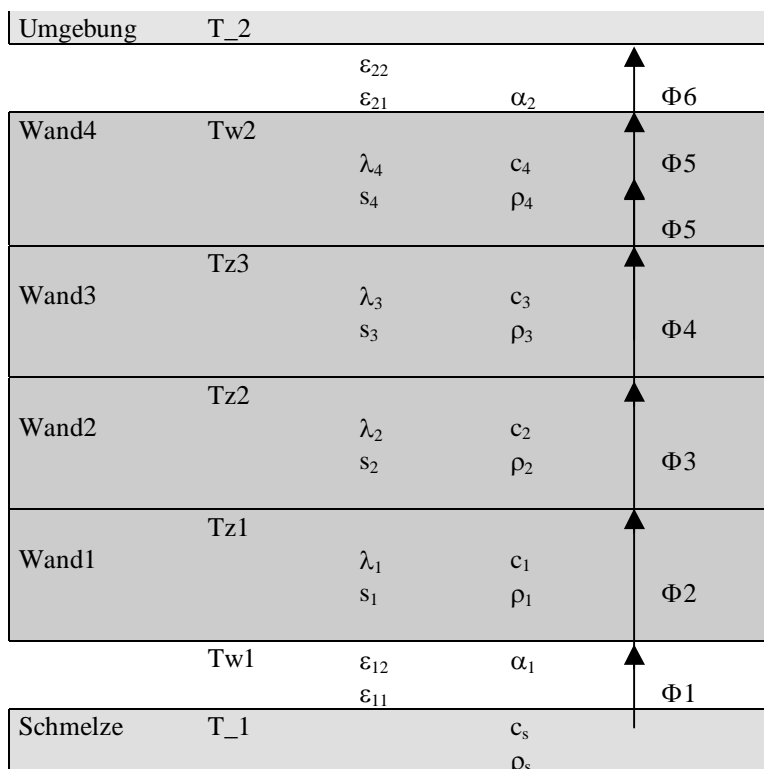 Umgebung T_2
ε₂₂
ε₂₁ α₂ Φ6
Wand4 Tw2
λ₄ c₄ Φ5
s₄ ρ₄
Φ5
Tz3
Wand3 λ₃ c₃
s₃ ρ₃ Φ4
Tz2
Wand2 λ₂ c₂
s₂ ρ₂ Φ3
Tz1
Wand1 λ₁ c₁
s₁ ρ₁ Φ2
Tw1 ε₁₂ α₁
ε₁₁ Φ1
Schmelze T_1 cₛ
ρₛ